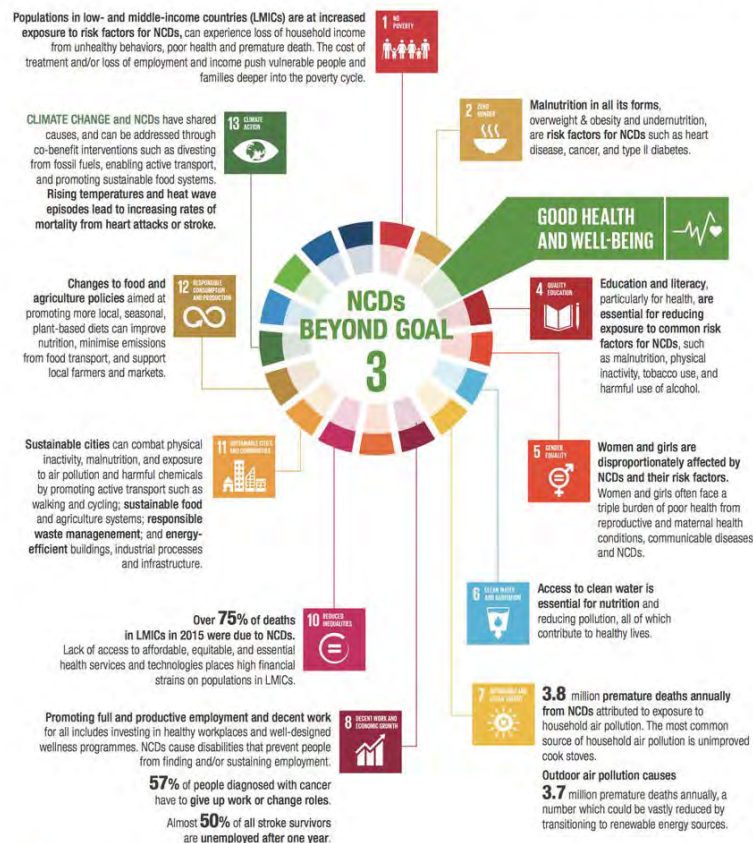 Populations in low- and middle-income countries (LMICs) are at increased
exposure to risk factors for NCDs, can experience loss of household income
from unhealthy behaviors, poor health and premature death. The cost of
treatment and/or loss of employment and income push vulnerable people and
families deeper into the poverty cycle.
1 NO
POVERTY
2 ZERO
HUNGER
Malnutrition in all its forms,
overweight & obesity and undernutrition,
are risk factors for NCDs such as heart
disease, cancer, and type II diabetes.
CLIMATE CHANGE and NCDs have shared
causes, and can be addressed through
co-benefit interventions such as divesting
from fossil fuels, enabling active transport,
and promoting sustainable food systems.
Rising temperatures and heat wave
episodes lead to increasing rates of
mortality from heart attacks or stroke.
13 CLIMATE
ACTION
GOOD HEALTH
AND WELL-BEING
NCDs
BEYOND GOAL
3
Changes to food and
agriculture policies aimed at
promoting more local, seasonal,
plant-based diets can improve
nutrition, minimise emissions
from food transport, and support
local farmers and markets.
12 RESPONSIBLE
CONSUMPTION
AND PRODUCTION
4 QUALITY
EDUCATION
Education and literacy,
particularly for health, are
essential for reducing
exposure to common risk
factors for NCDs, such
as malnutrition, physical
inactivity, tobacco use, and
harmful use of alcohol.
Sustainable cities can combat physical
inactivity, malnutrition, and exposure
to air pollution and harmful chemicals
by promoting active transport such as
walking and cycling; sustainable food
and agriculture systems; responsible
waste managenement; and energy-
efficient buildings, industrial processes
and infrastructure.
11 SUSTAINABLE CITIES
AND COMMUNITIES
5 GENDER
EQUALITY
Women and girls are
disproportionately affected by
NCDs and their risk factors.
Women and girls often face a
triple burden of poor health from
reproductive and maternal health
conditions, communicable diseases
and NCDs.
6 CLEAN WATER
AND SANITATION
Access to clean water is
essential for nutrition and
reducing pollution, all of which
contribute to healthy lives.
Over 75% of deaths
in LMICs in 2015 were due to NCDs.
Lack of access to affordable, equitable, and essential
health services and technologies places high financial
strains on populations in LMICs.
10 REDUCED
INEQUALITIES
7 AFFORDABLE AND
CLEAN ENERGY
3.8 million premature deaths annually
from NCDs attributed to exposure to
household air pollution. The most common
source of household air pollution is unimproved
cook stoves.
Outdoor air pollution causes
3.7 million premature deaths annually, a
number which could be vastly reduced by
transitioning to renewable energy sources.
Promoting full and productive employment and decent work
for all includes investing in healthy workplaces and well-designed
wellness programmes. NCDs cause disabilities that prevent people
from finding and/or sustaining employment.
57% of people diagnosed with cancer
have to give up work or change roles.
Almost 50% of all stroke survivors
are unemployed after one year.
8 DECENT WORK AND
ECONOMIC GROWTH